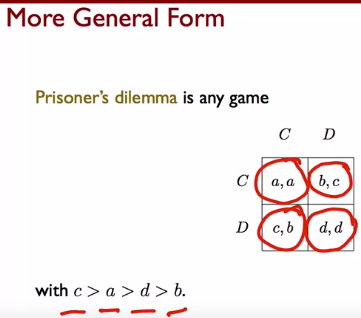 More General Form
Prisoner's dilemma is any game
C D
C a, a b, c
D c, b d, d
with c > a > d > b.